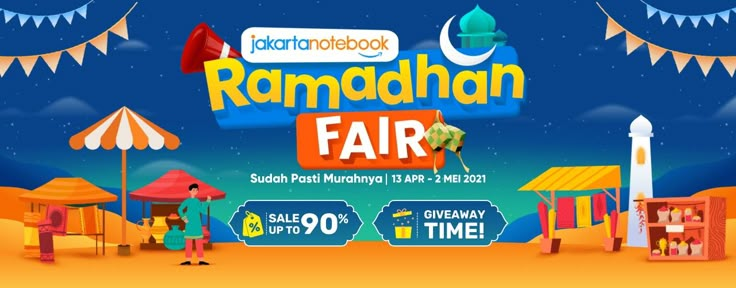 jakartanotebook
Ramadhan
FAIR
Sudah Pasti Murahnya | 13 APR - 2 MEI 2021
SALE
UP TO 90%
GIVEAWAY
TIME!